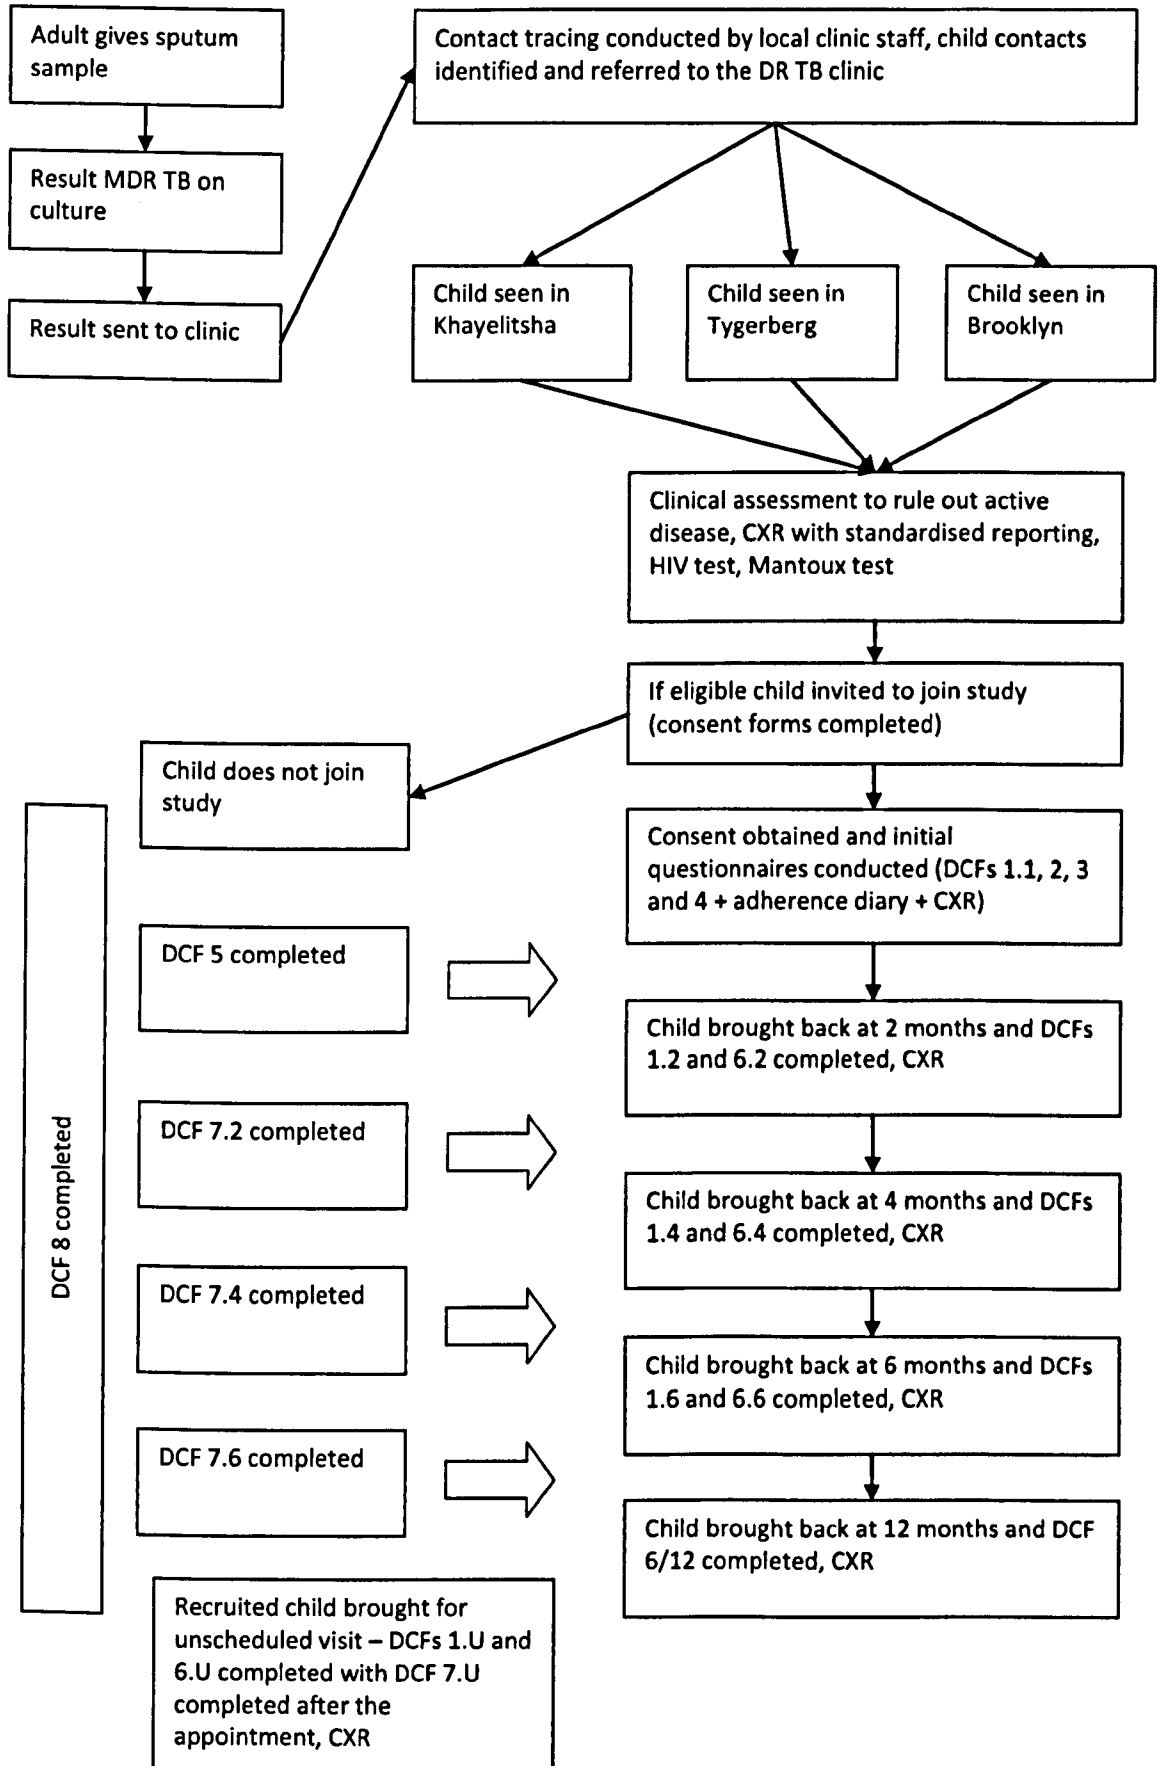 Adult gives sputum
sample
Result MDR TB on
culture
Result sent to clinic
Contact tracing conducted by local clinic staff, child contacts
identified and referred to the DR TB clinic
Child seen in
Khayelitsha
Child seen in
Tygerberg
Child seen in
Brooklyn
Clinical assessment to rule out active
disease, CXR with standardised reporting,
HIV test, Mantoux test
If eligible child invited to join study
(consent forms completed)
Child does not join
study
Consent obtained and initial
questionnaires conducted (DCFs 1.1, 2, 3
and 4 + adherence diary + CXR)
DCF 8 completed
DCF 5 completed
Child brought back at 2 months and DCFs
1.2 and 6.2 completed, CXR
DCF 7.2 completed
Child brought back at 4 months and DCFs
1.4 and 6.4 completed, CXR
DCF 7.4 completed
Child brought back at 6 months and DCFs
1.6 and 6.6 completed, CXR
DCF 7.6 completed
Child brought back at 12 months and DCF
6/12 completed, CXR
Recruited child brought for
unscheduled visit – DCFs 1.U and
6.U completed with DCF 7.U
completed after the
appointment, CXR